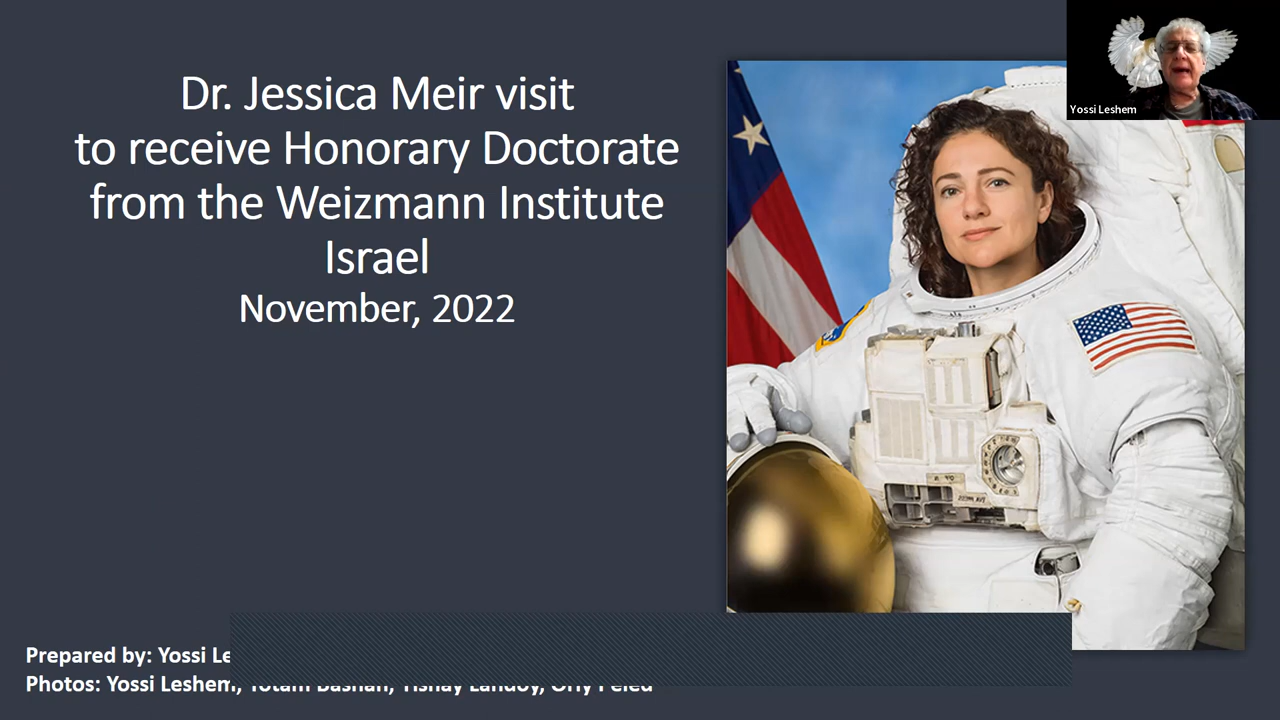 Dr. Jessica Meir visit
to receive Honorary Doctorate
from the Weizmann Institute
Israel
November, 2022
Yossi Leshem
Prepared by: Yossi Le
Photos: Yossi Leshem,